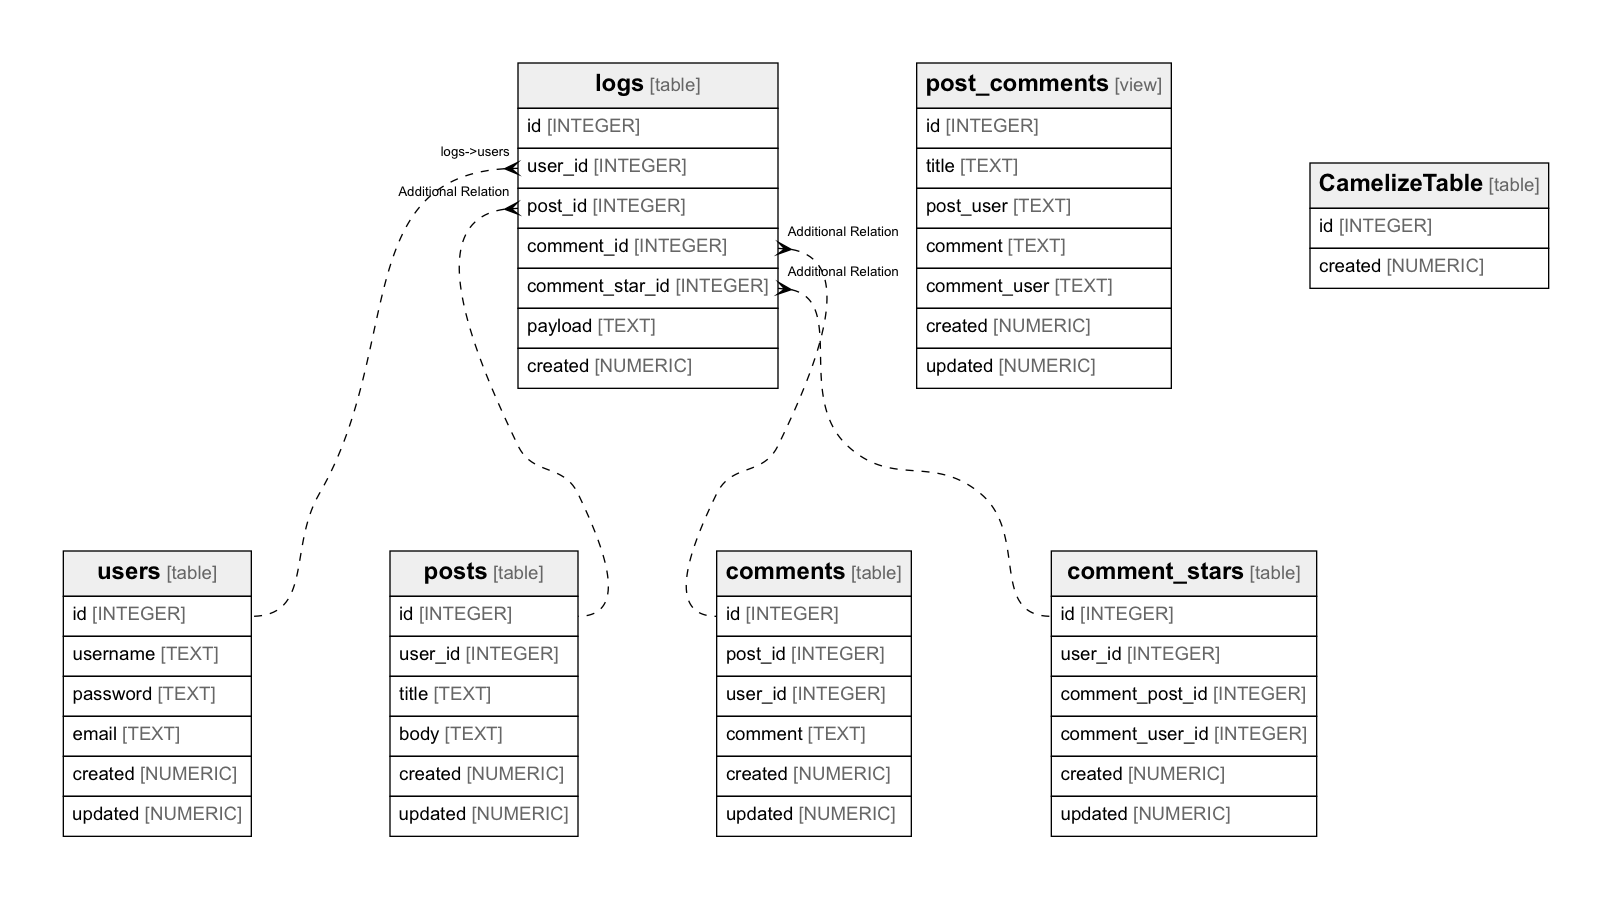 logs [table]
id [INTEGER]
logs->users
user_id [INTEGER]
Additional Relation
post_id [INTEGER]
comment_id [INTEGER]
Additional Relation
comment_star_id [INTEGER]
Additional Relation
payload [TEXT]
created [NUMERIC]
post_comments [view]
id [INTEGER]
title [TEXT]
post_user [TEXT]
comment [TEXT]
comment_user [TEXT]
created [NUMERIC]
updated [NUMERIC]
CamelizeTable [table]
id [INTEGER]
created [NUMERIC]
users [table]
id [INTEGER]
username [TEXT]
password [TEXT]
email [TEXT]
created [NUMERIC]
updated [NUMERIC]
posts [table]
id [INTEGER]
user_id [INTEGER]
title [TEXT]
body [TEXT]
created [NUMERIC]
updated [NUMERIC]
comments [table]
id [INTEGER]
post_id [INTEGER]
user_id [INTEGER]
comment [TEXT]
created [NUMERIC]
updated [NUMERIC]
comment_stars [table]
id [INTEGER]
user_id [INTEGER]
comment_post_id [INTEGER]
comment_user_id [INTEGER]
created [NUMERIC]
updated [NUMERIC]